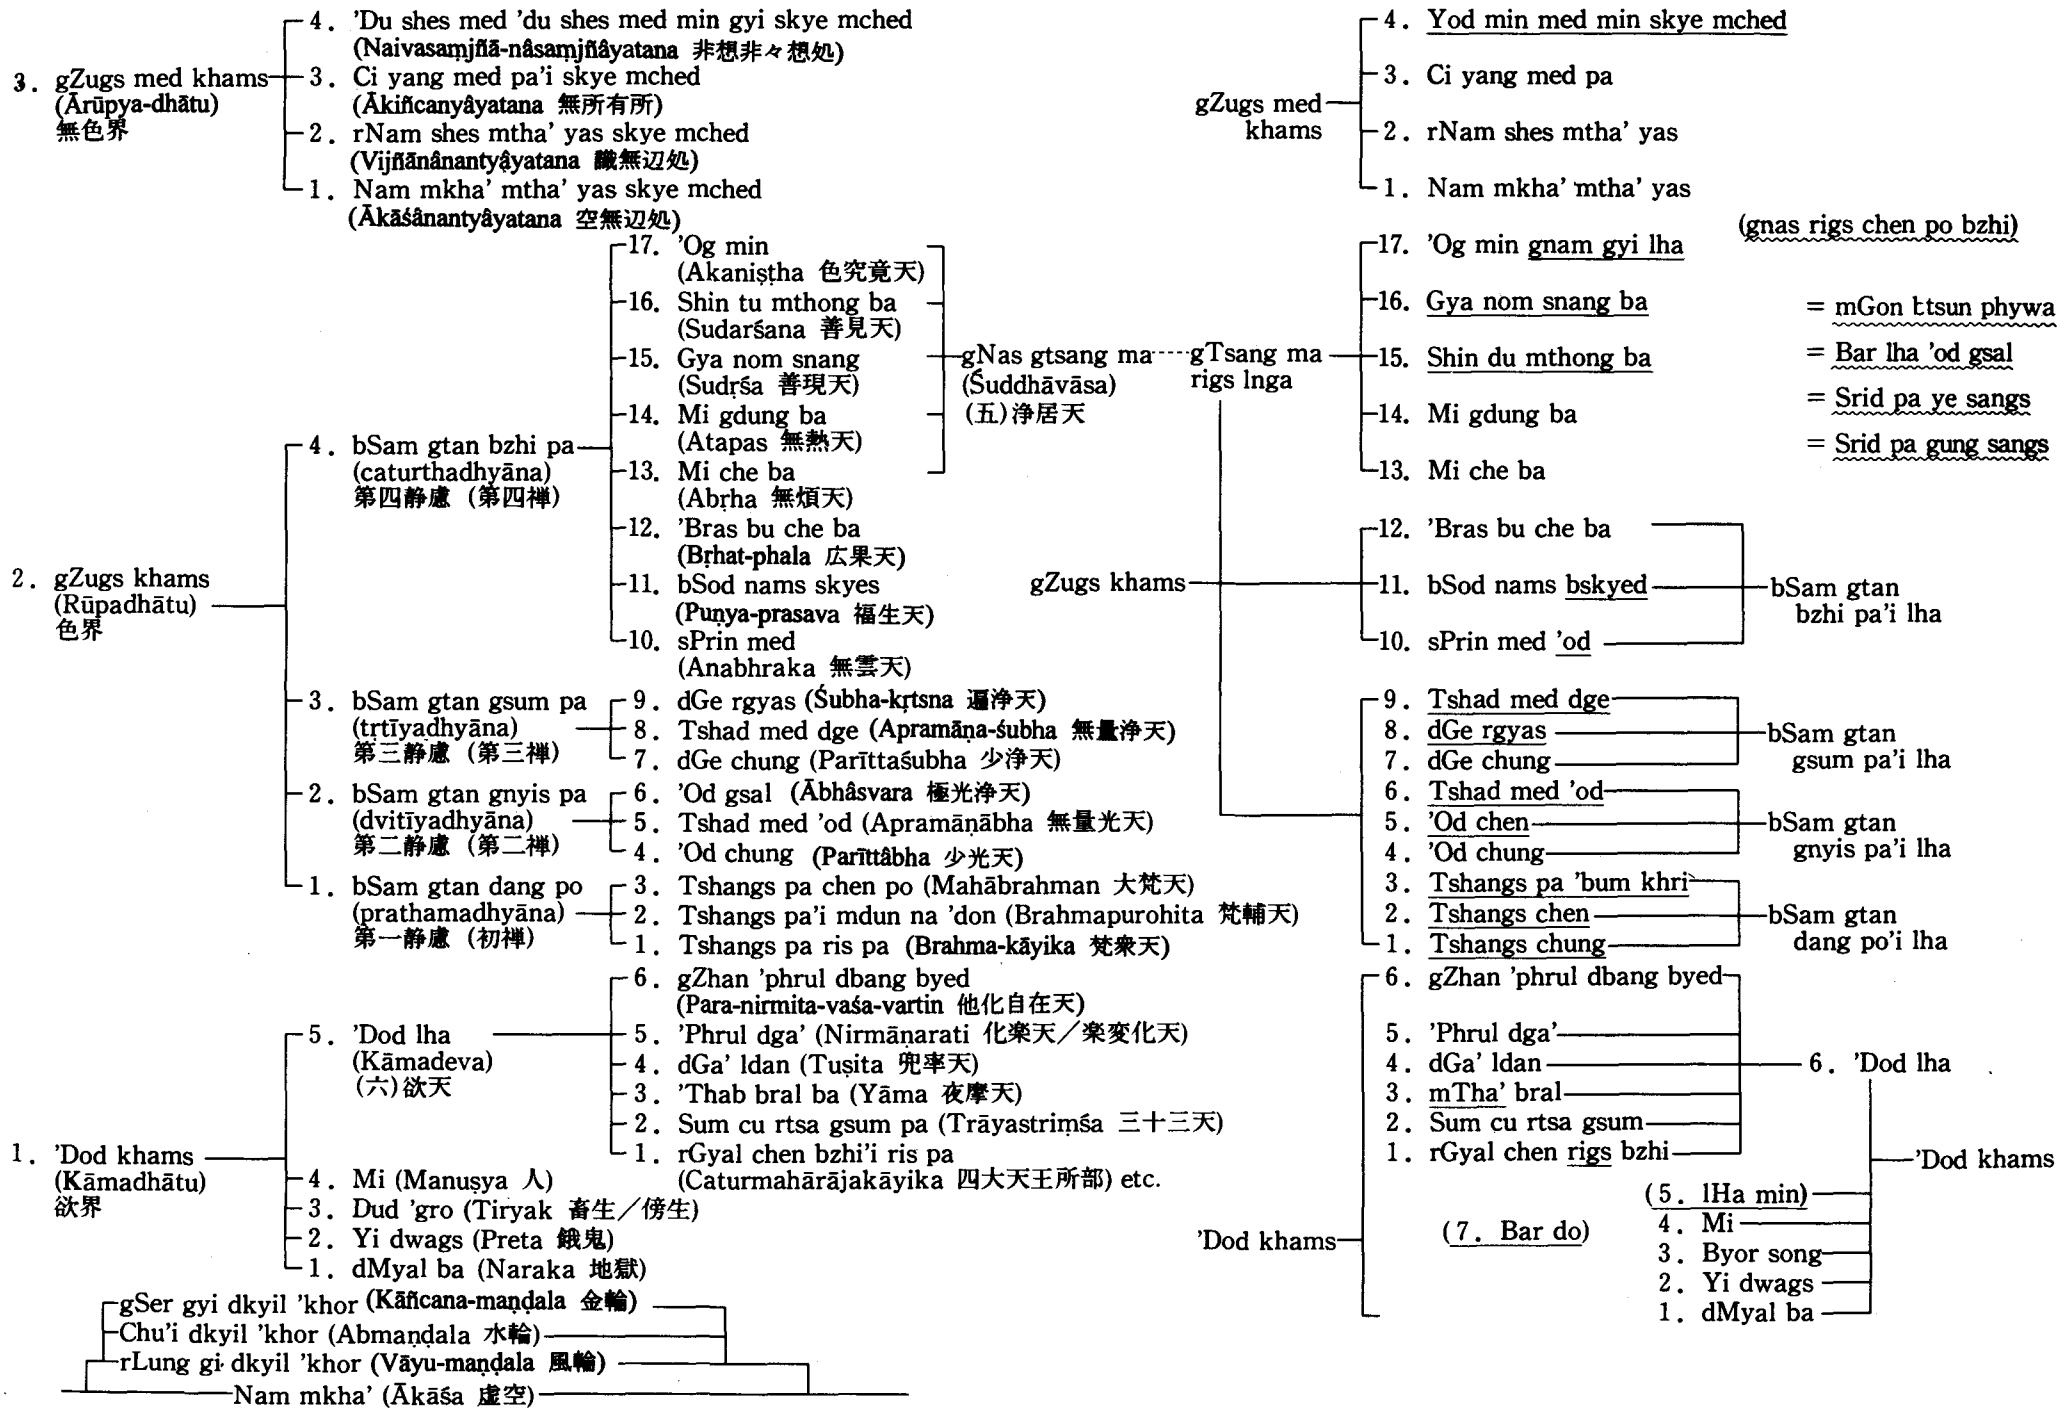 3. gZugs med khams
(Ārūpya-dhātu)
無色界
4. ’Du shes med ’du shes med min gyi skye mched
(Naivasaṃjñā-nâsaṃjñâyatana 非想非々想処)
3. Ci yang med pa’i skye mched
(Ākiñcanyâyatana 無所有所)
2. rNam shes mtha’ yas skye mched
(Vijñānânantyâyatana 識無辺処)
1. Nam mkha’ mtha’ yas skye mched
(Ākāśânantyâyatana 空無辺処)
2. gZugs khams
(Rūpadhātu)
色界
4. bSam gtan bzhi pa
(caturthadhyāna)
第四静慮 (第四禅)
17. ’Og min
(Akaniṣṭha 色究竟天)
16. Shin tu mthong ba
(Sudarśana 善見天)
15. Gya nom snang
(Sudṛśa 善現天)
14. Mi gdung ba
(Atapas 無熱天)
13. Mi che ba
(Abṛha 無煩天)
gNas gtsang ma
(Śuddhāvāsa)
(五)浄居天
12. ’Bras bu che ba
(Bṛhat-phala 広果天)
11. bSod nams skyes
(Puṇya-prasava 福生天)
10. sPrin med
(Anabhraka 無雲天)
3. bSam gtan gsum pa
(tṛtīyadhyāna)
第三静慮 (第三禅)
9. dGe rgyas (Śubha-kṛtsna 遍浄天)
8. Tshad med dge (Apramāṇa-śubha 無量浄天)
7. dGe chung (Parīttaśubha 少浄天)
2. bSam gtan gnyis pa
(dvitīyadhyāna)
第二静慮 (第二禅)
6. ’Od gsal (Ābhâsvara 極光浄天)
5. Tshad med ’od (Apramāṇābha 無量光天)
4. ’Od chung (Parīttâbha 少光天)
1. bSam gtan dang po
(prathamadhyāna)
第一静慮 (初禅)
3. Tshangs pa chen po (Mahābrahman 大梵天)
2. Tshangs pa’i mdun na ’don (Brahmapurohita 梵輔天)
1. Tshangs pa ris pa (Brahma-kāyika 梵衆天)
1. ’Dod khams
(Kāmadhātu)
欲界
5. ’Dod lha
(Kāmadeva)
(六)欲天
6. gZhan ’phrul dbang byed
(Para-nirmita-vaśa-vartin 他化自在天)
5. ’Phrul dga’ (Nirmāṇarati 化楽天／楽変化天)
4. dGa’ ldan (Tuṣita 兜率天)
3. ’Thab bral ba (Yāma 夜摩天)
2. Sum cu rtsa gsum pa (Trāyastriṃśa 三十三天)
1. rGyal chen bzhi’i ris pa
(Caturmahārājakāyika 四大天王所部) etc.
4. Mi (Manuṣya 人)
3. Dud ’gro (Tiryak 畜生／傍生)
2. Yi dwags (Preta 餓鬼)
1. dMyal ba (Naraka 地獄)
gSer gyi dkyil ’khor (Kāñcana-maṇḍala 金輪)
Chu’i dkyil ’khor (Abmaṇḍala 水輪)
rLung gi dkyil ’khor (Vāyu-maṇḍala 風輪)
Nam mkha’ (Ākāśa 虚空)
gZugs med
khams
4. Yod min med min skye mched
3. Ci yang med pa
2. rNam shes mtha’ yas
1. Nam mkha’ mtha’ yas
(gnas rigs chen po bzhi)
gTsang ma
rigs lnga
17. ’Og min gnam gyi lha
16. Gya nom snang ba
15. Shin du mthong ba
14. Mi gdung ba
13. Mi che ba
= mGon btsun phywa
= Bar lha ’od gsal
= Srid pa ye sangs
= Srid pa gung sangs
gZugs khams
12. ’Bras bu che ba
11. bSod nams bskyed
10. sPrin med ’od
bSam gtan
bzhi pa’i lha
9. Tshad med dge
8. dGe rgyas
7. dGe chung
bSam gtan
gsum pa’i lha
6. Tshad med ’od
5. ’Od chen
4. ’Od chung
bSam gtan
gnyis pa’i lha
3. Tshangs pa ’bum khri
2. Tshangs chen
1. Tshangs chung
bSam gtan
dang po’i lha
’Dod khams
6. gZhan ’phrul dbang byed
5. ’Phrul dga’
4. dGa’ ldan
3. mTha’ bral
2. Sum cu rtsa gsum
1. rGyal chen rigs bzhi
6. ’Dod lha
(5. lHa min)
4. Mi
3. Byor song
2. Yi dwags
1. dMyal ba
(7. Bar do)
’Dod khams